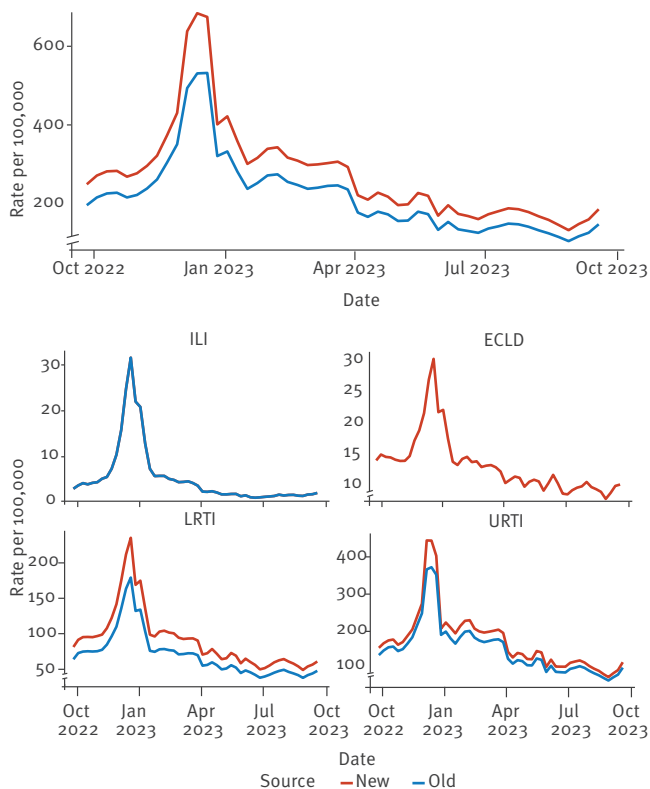 Rate per 100,000
600
400
200
Oct 2022
Jan 2023
Apr 2023
Jul 2023
Oct 2023
Date
ILI
ECLD
30
20
10
0
30
25
20
15
10
Rate per 100,000
LRTI
URTI
200
150
100
50
400
300
200
100
Oct 2022
Jan 2023
Apr 2023
Jul 2023
Oct 2023
Oct 2022
Jan 2023
Apr 2023
Jul 2023
Oct 2023
Date
Source New Old